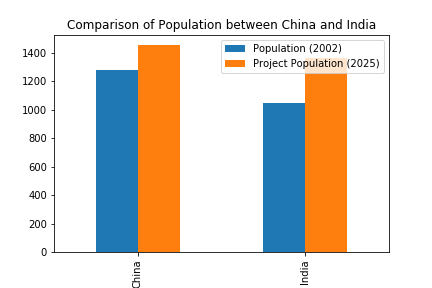 Comparison of Population between China and India
Population (2002)
Project Population (2025)
1400
1200
1000
800
600
400
200
0
China
India